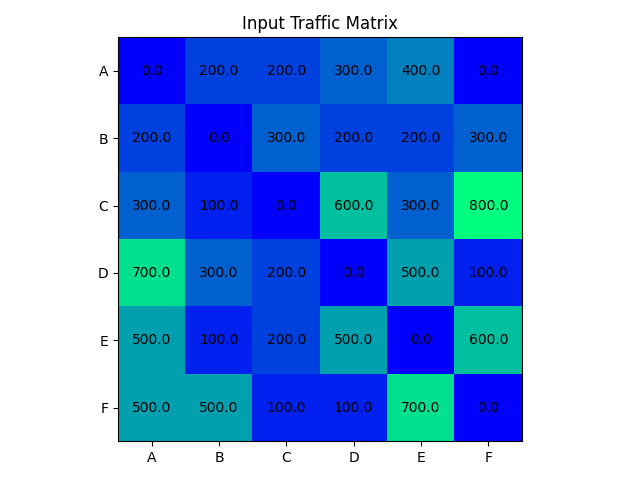 Input Traffic Matrix
A 0.0 200.0 200.0 300.0 400.0 0.0
B 200.0 0.0 300.0 200.0 200.0 300.0
C 300.0 100.0 0.0 600.0 300.0 800.0
D 700.0 300.0 200.0 0.0 500.0 100.0
E 500.0 100.0 200.0 500.0 0.0 600.0
F 500.0 500.0 100.0 100.0 700.0 0.0
A B C D E F